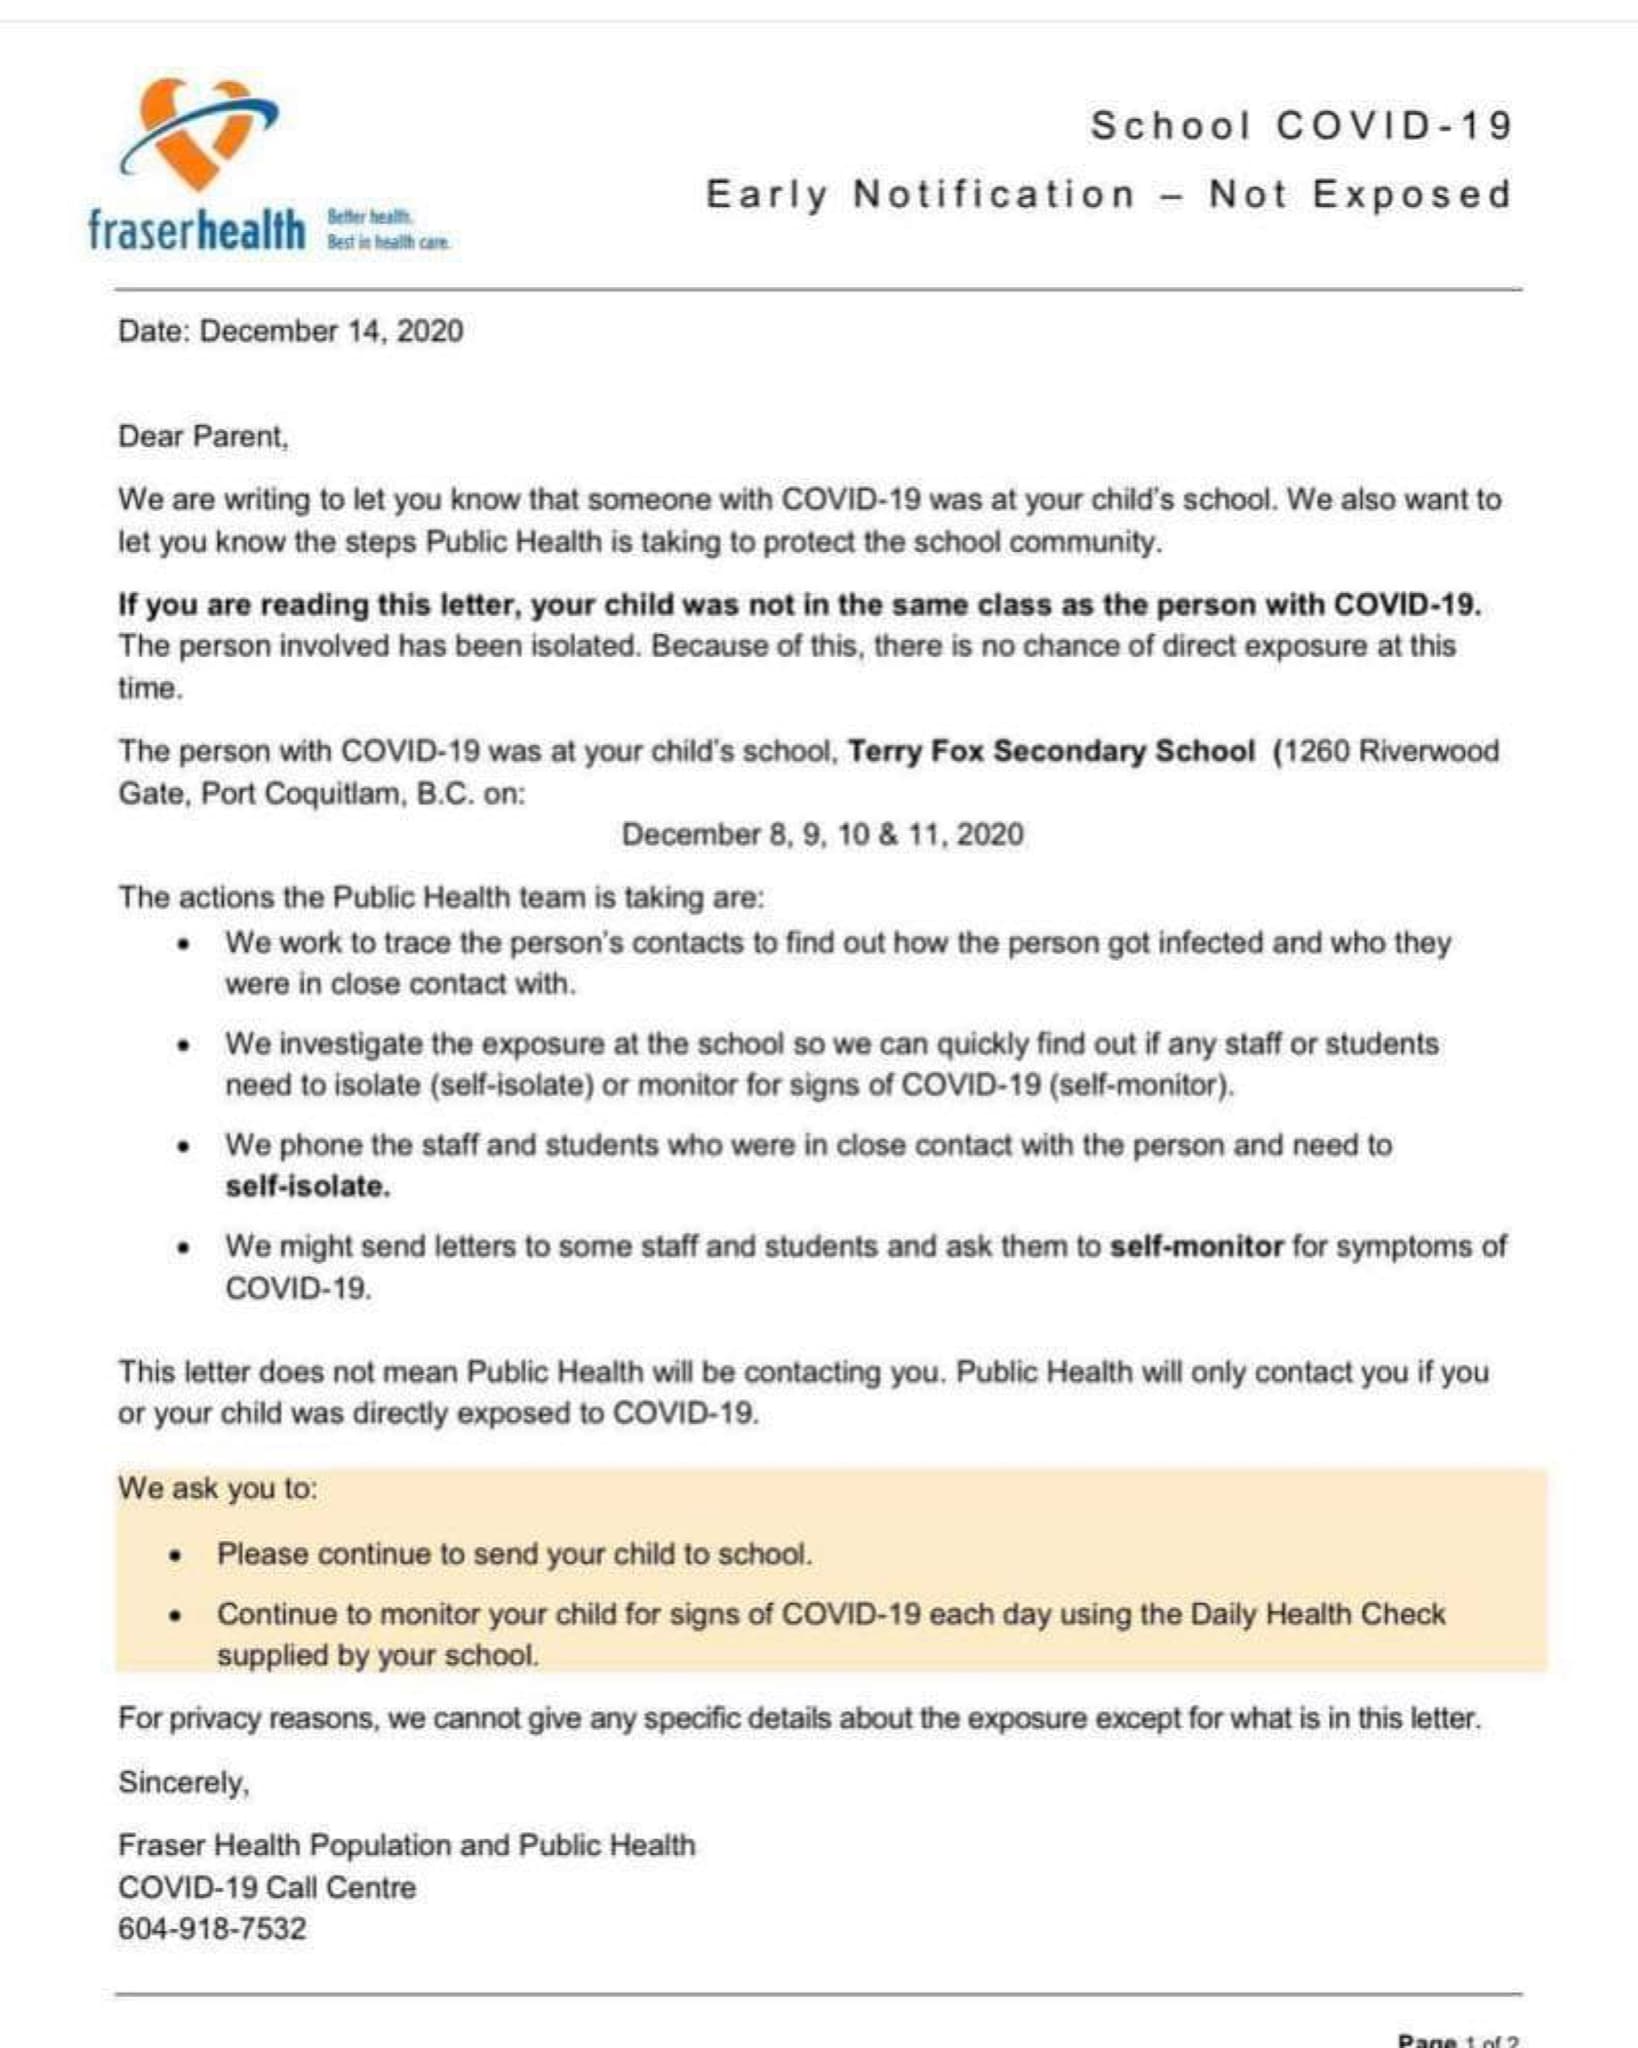 fraserhealth
Better health.
Best in health care.
School COVID-19
Early Notification – Not Exposed
Date: December 14, 2020
Dear Parent,
We are writing to let you know that someone with COVID-19 was at your child's school. We also want to
let you know the steps Public Health is taking to protect the school community.
If you are reading this letter, your child was not in the same class as the person with COVID-19.
The person involved has been isolated. Because of this, there is no chance of direct exposure at this
time.
The person with COVID-19 was at your child's school, Terry Fox Secondary School (1260 Riverwood
Gate, Port Coquitlam, B.C. on:
December 8, 9, 10 & 11, 2020
The actions the Public Health team is taking are:
• We work to trace the person's contacts to find out how the person got infected and who they
were in close contact with.
• We investigate the exposure at the school so we can quickly find out if any staff or students
need to isolate (self-isolate) or monitor for signs of COVID-19 (self-monitor).
• We phone the staff and students who were in close contact with the person and need to
self-isolate.
• We might send letters to some staff and students and ask them to self-monitor for symptoms of
COVID-19.
This letter does not mean Public Health will be contacting you. Public Health will only contact you if you
or your child was directly exposed to COVID-19.
We ask you to:
• Please continue to send your child to school.
• Continue to monitor your child for signs of COVID-19 each day using the Daily Health Check
supplied by your school.
For privacy reasons, we cannot give any specific details about the exposure except for what is in this letter.
Sincerely,
Fraser Health Population and Public Health
COVID-19 Call Centre
604-918-7532
Page 1 of 2